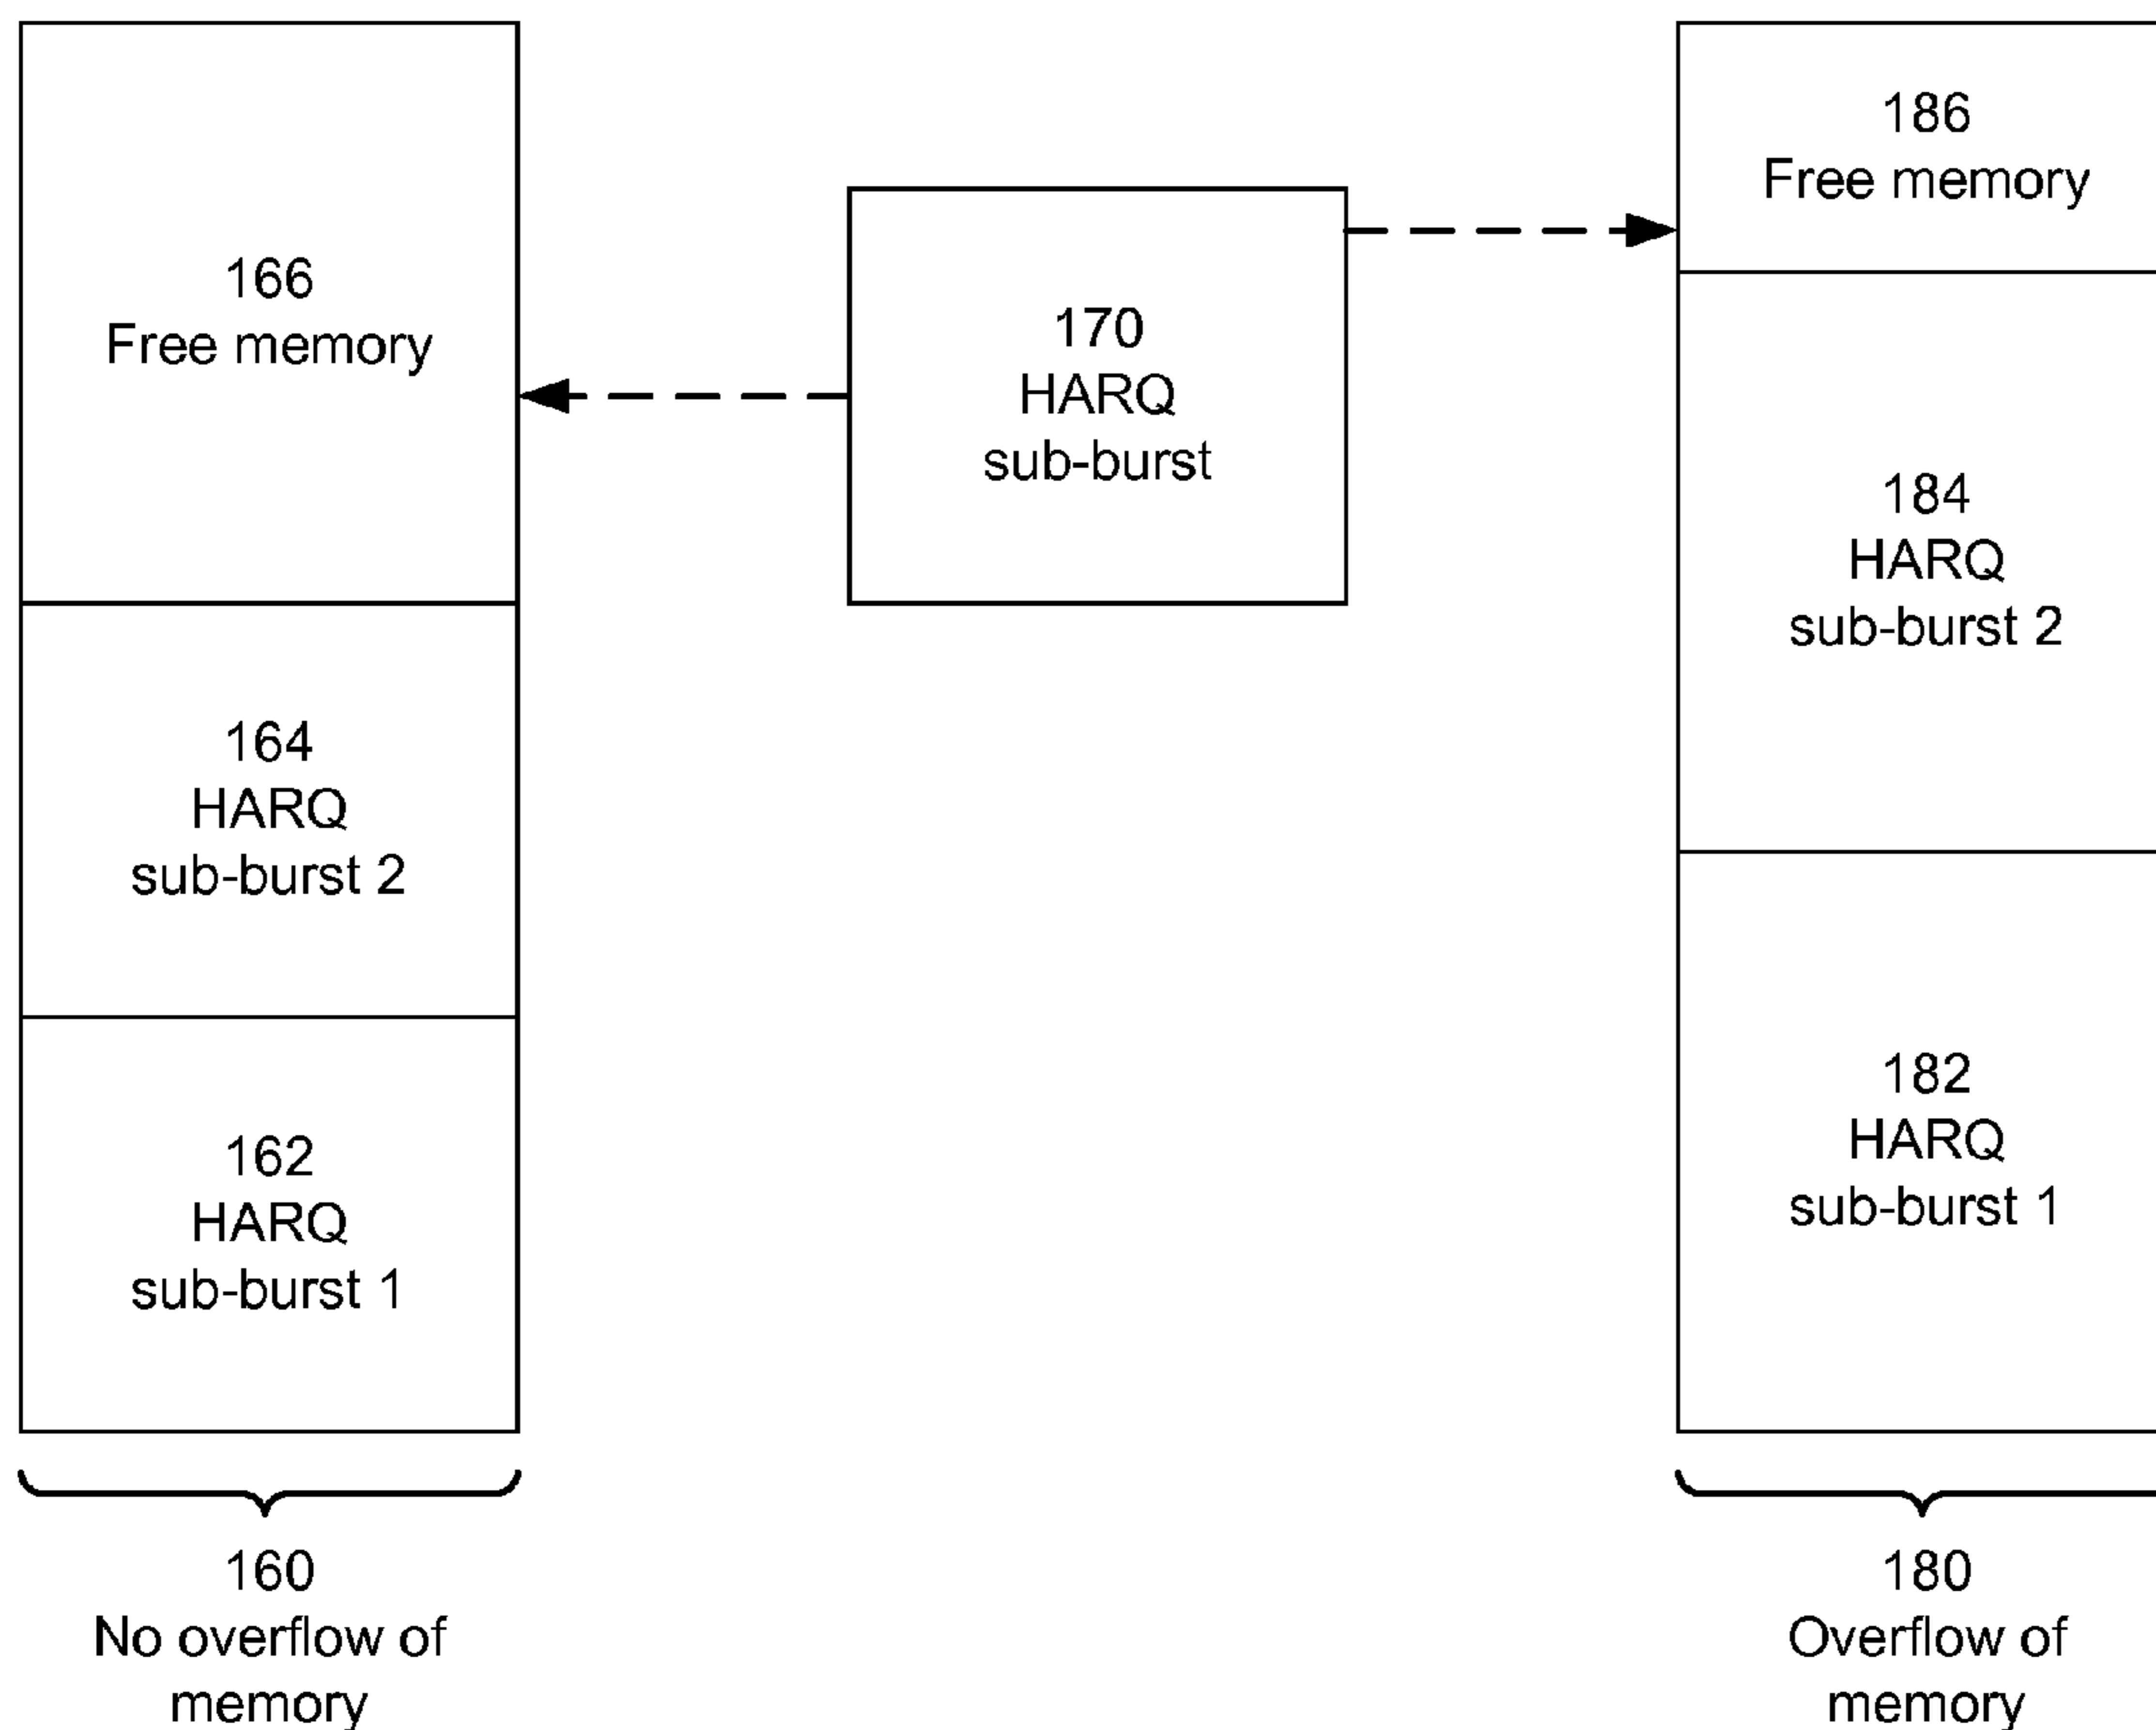 166
Free memory
164
HARQ
sub-burst 2
162
HARQ
sub-burst 1
160
No overflow of
memory
170
HARQ
sub-burst
186
Free memory
184
HARQ
sub-burst 2
182
HARQ
sub-burst 1
180
Overflow of
memory